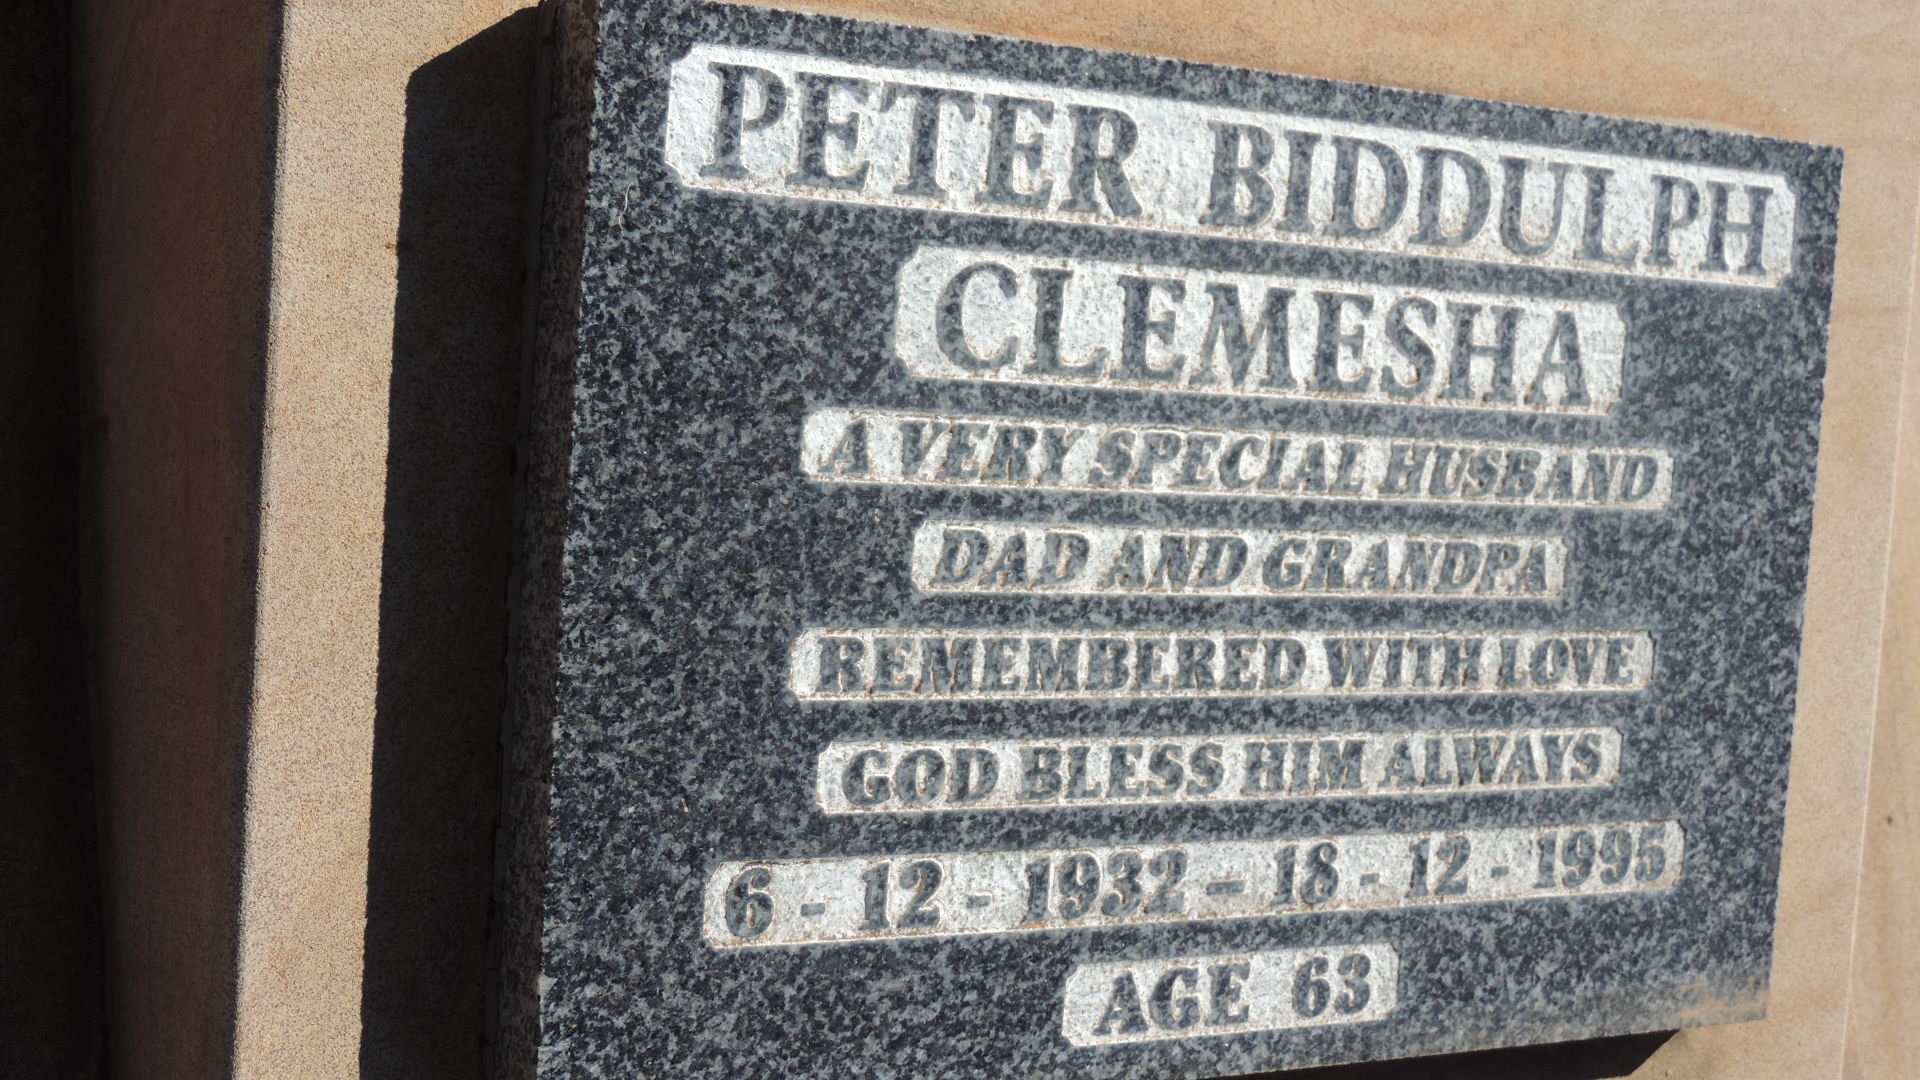 PETER BIDDULPH
CLEMESHA
A VERY SPECIAL HUSBAND
DAD AND GRANDPA
REMEMBERED WITH LOVE
GOD BLESS HIM ALWAYS
6 - 12 - 1932 - 18 - 12 - 1995
AGE 63